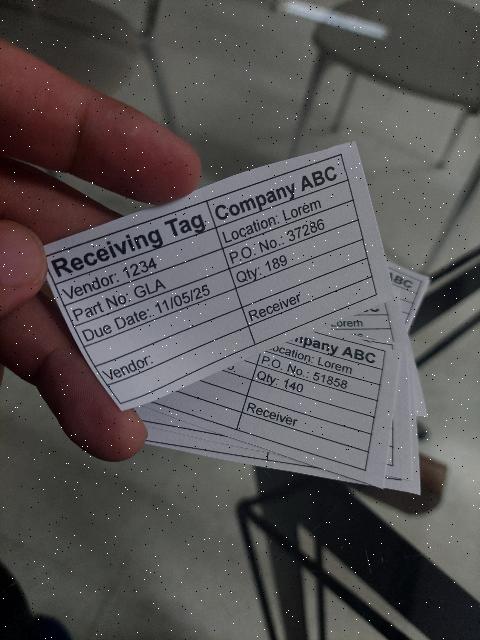 Receiving Tag Company ABC
Vendor: 1234 Location: Lorem
Part No: GLA P.O. No.: 37286
Due Date: 11/05/25 Qty: 189
Receiver
Vendor:
ABC
Lorem
mpany ABC
Location: Lorem
P.O. No.: 51858
Qty: 140
Receiver